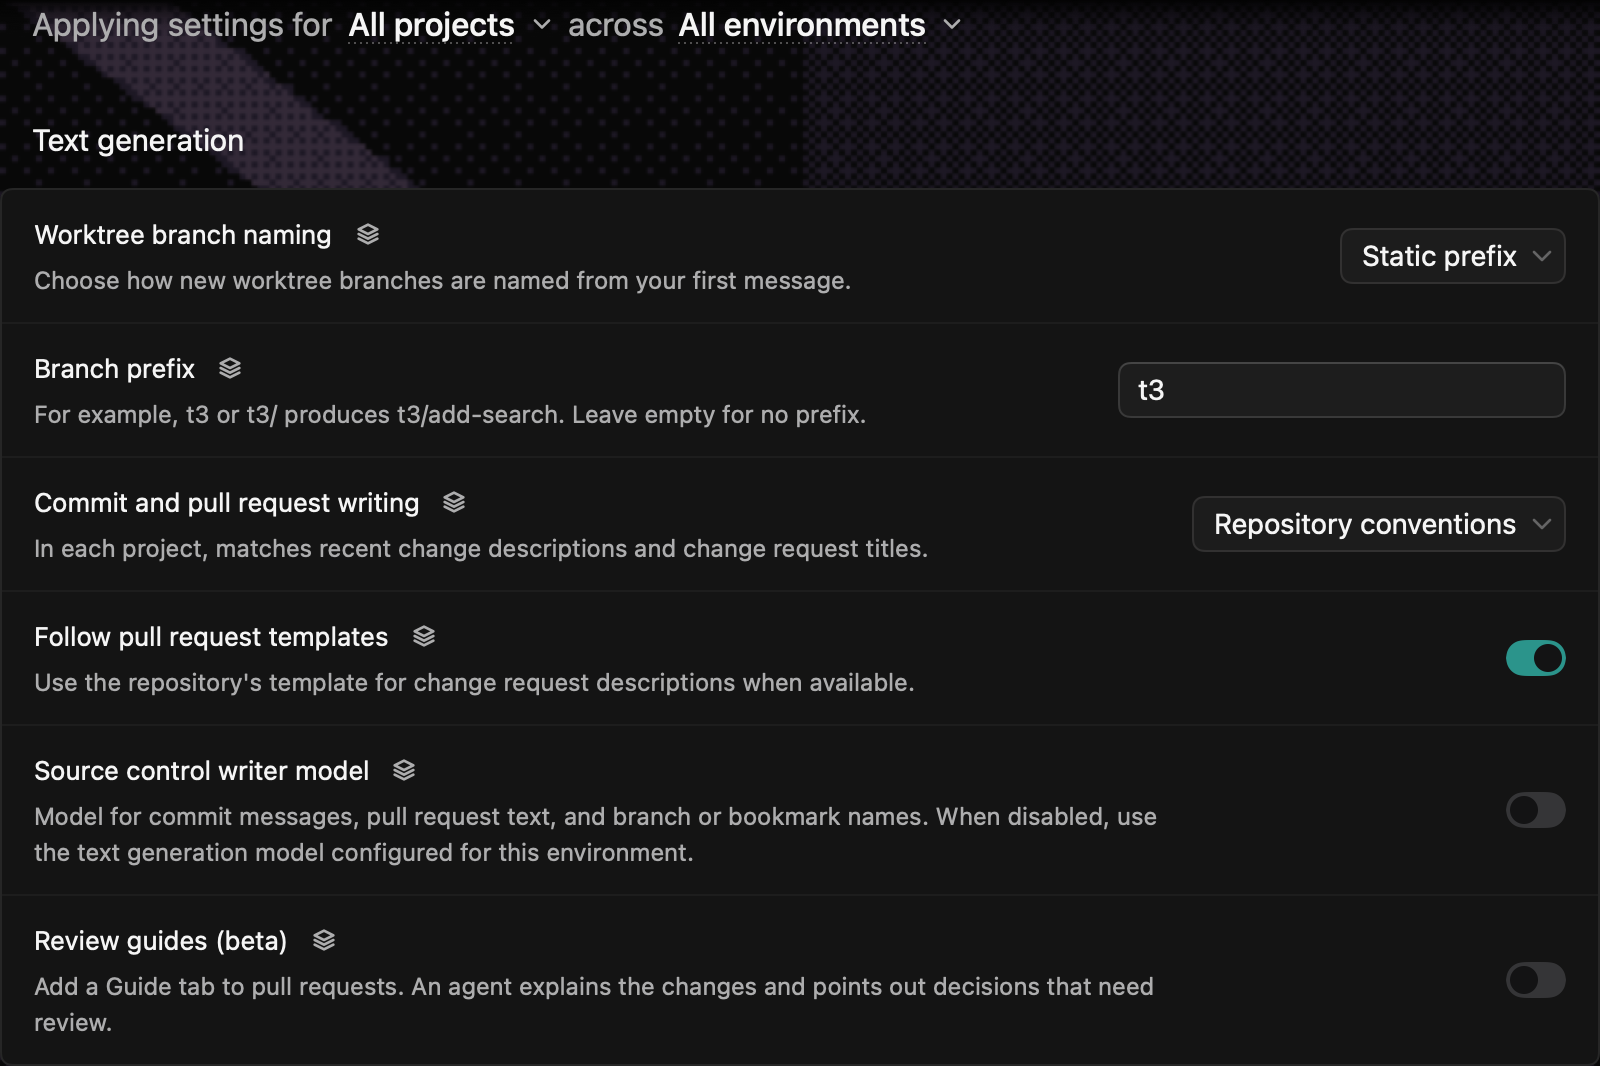 Applying settings for All projects across All environments
Text generation
Worktree branch naming
Choose how new worktree branches are named from your first message.
Static prefix
Branch prefix
For example, t3 or t3/ produces t3/add-search. Leave empty for no prefix.
t3
Commit and pull request writing
In each project, matches recent change descriptions and change request titles.
Repository conventions
Follow pull request templates
Use the repository's template for change request descriptions when available.
Source control writer model
Model for commit messages, pull request text, and branch or bookmark names. When disabled, use
the text generation model configured for this environment.
Review guides (beta)
Add a Guide tab to pull requests. An agent explains the changes and points out decisions that need
review.